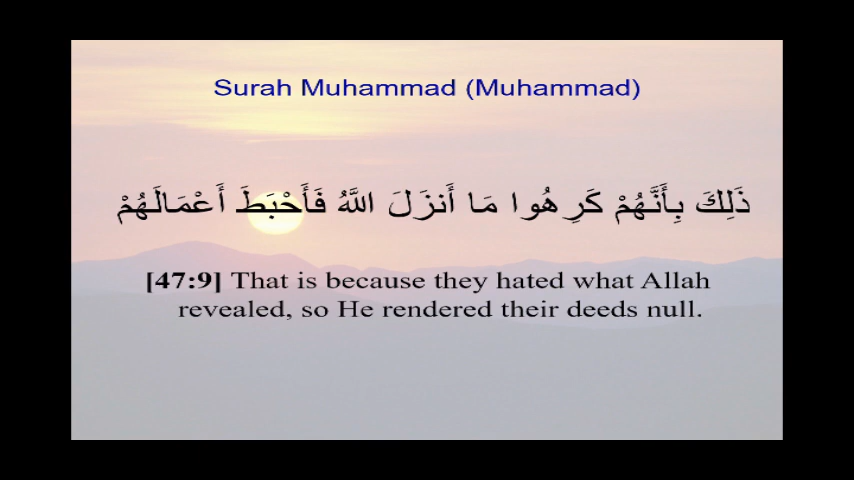 Surah Muhammad (Muhammad)
ذَلِكَ بِأَنَّهُمْ كَرِهُوا مَا أَنزَلَ اللَّهُ فَأَحْبَطَ أَعْمَالَهُمْ
[47:9] That is because they hated what Allah
revealed, so He rendered their deeds null.